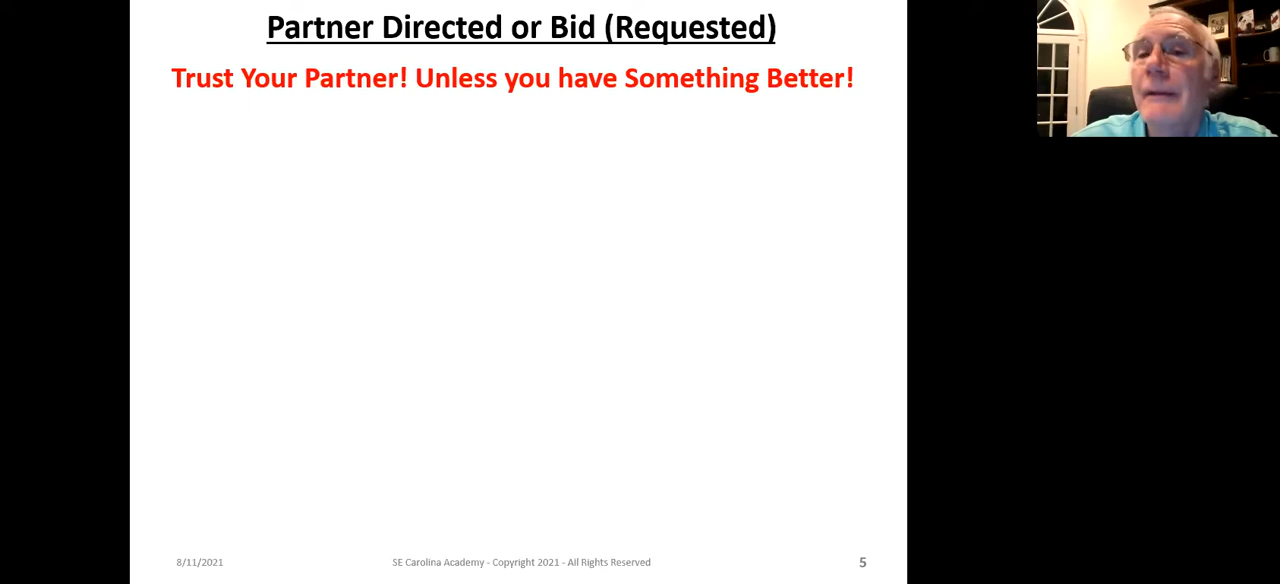 Partner Directed or Bid (Requested)
Trust Your Partner! Unless you have Something Better!
8/11/2021
SE Carolina Academy - Copyright 2021 - All Rights Reserved
5